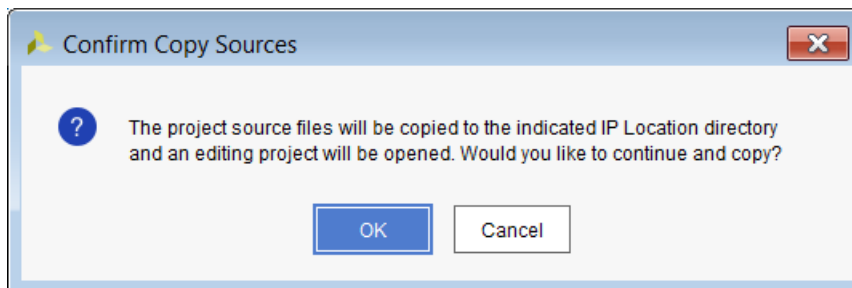 Confirm Copy Sources
The project source files will be copied to the indicated IP Location directory
and an editing project will be opened. Would you like to continue and copy?
OK
Cancel